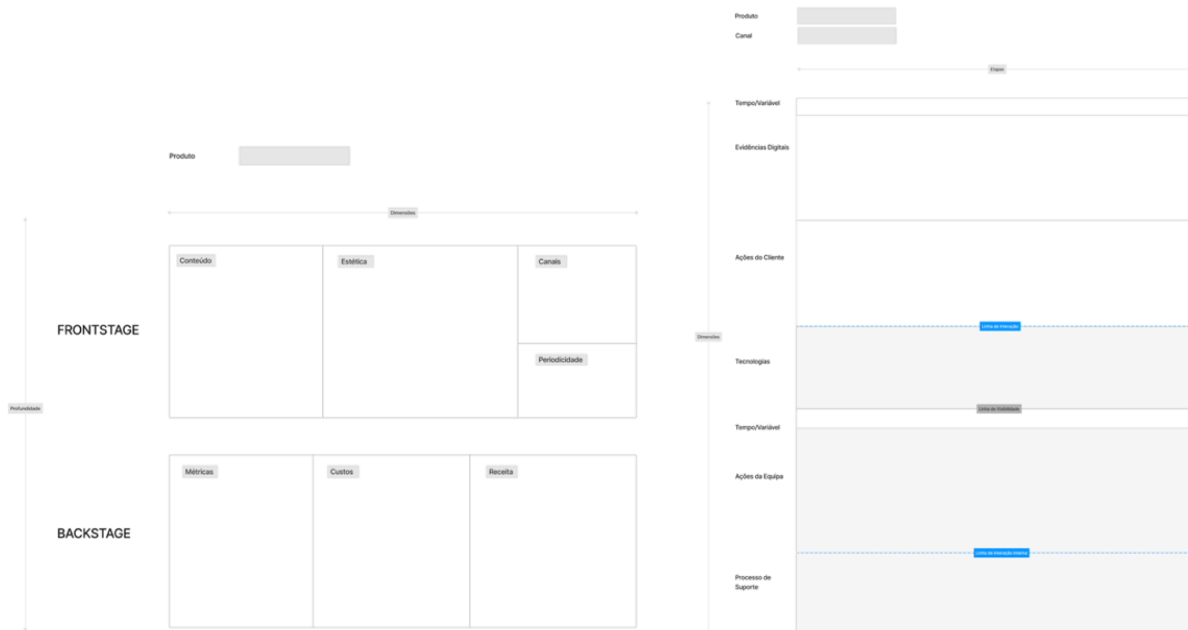 Produto
Dimensões
Profundidade
FRONTSTAGE
Conteúdo
Estética
Canais
Periodicidade
BACKSTAGE
Métricas
Custos
Receita
Produto
Canal
Etapas
Dimensões
Tempo/Variável
Evidências Digitais
Ações do Cliente
Linha de Interação
Tecnologias
Linha de Visibilidade
Tempo/Variável
Ações da Equipa
Linha de Interação Interna
Processo de
Suporte